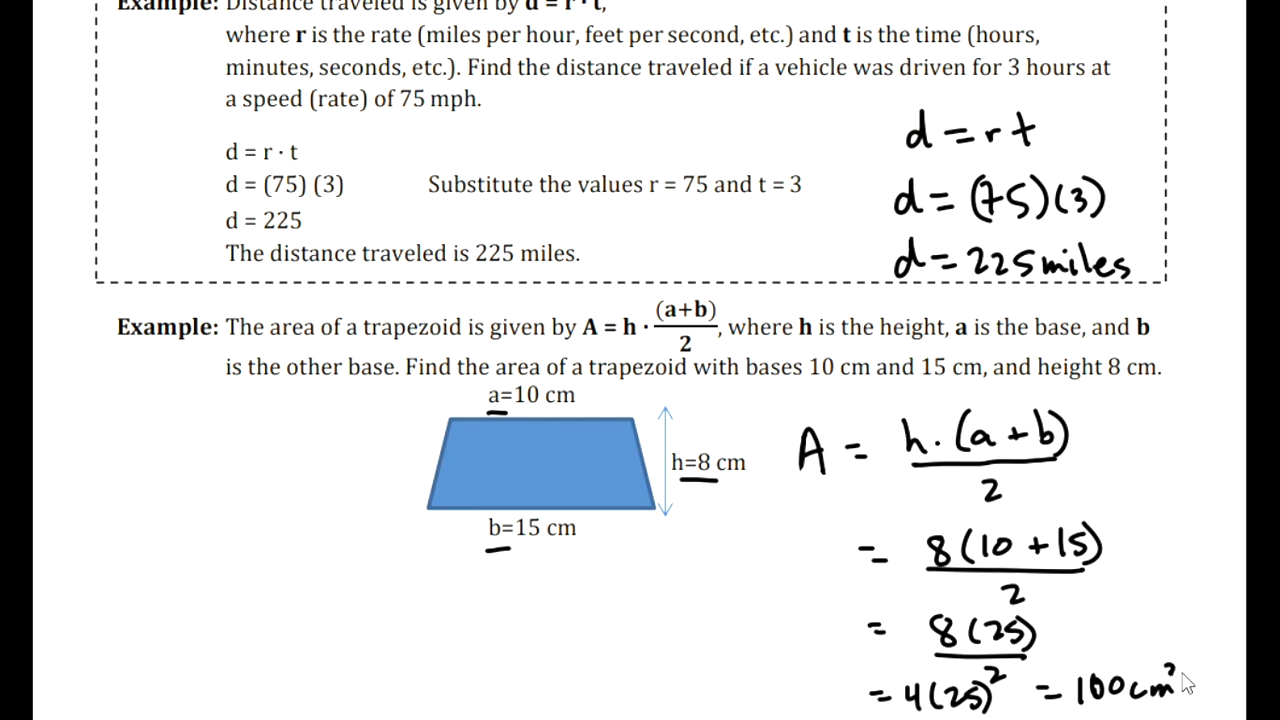 Example: Distance traveled is given by d = r · t,
where r is the rate (miles per hour, feet per second, etc.) and t is the time (hours,
minutes, seconds, etc.). Find the distance traveled if a vehicle was driven for 3 hours at
a speed (rate) of 75 mph.
d = r · t
d = (75) (3) Substitute the values r = 75 and t = 3
d = 225
The distance traveled is 225 miles.
d = rt
d = (75)(3)
d = 225 miles
Example: The area of a trapezoid is given by A = h · (a+b)/2, where h is the height, a is the base, and b
is the other base. Find the area of a trapezoid with bases 10 cm and 15 cm, and height 8 cm.
a=10 cm
h=8 cm
b=15 cm
A = h·(a+b)
2
= 8(10+15)
2
= 8(25)
2
= 4(25) = 100cm²